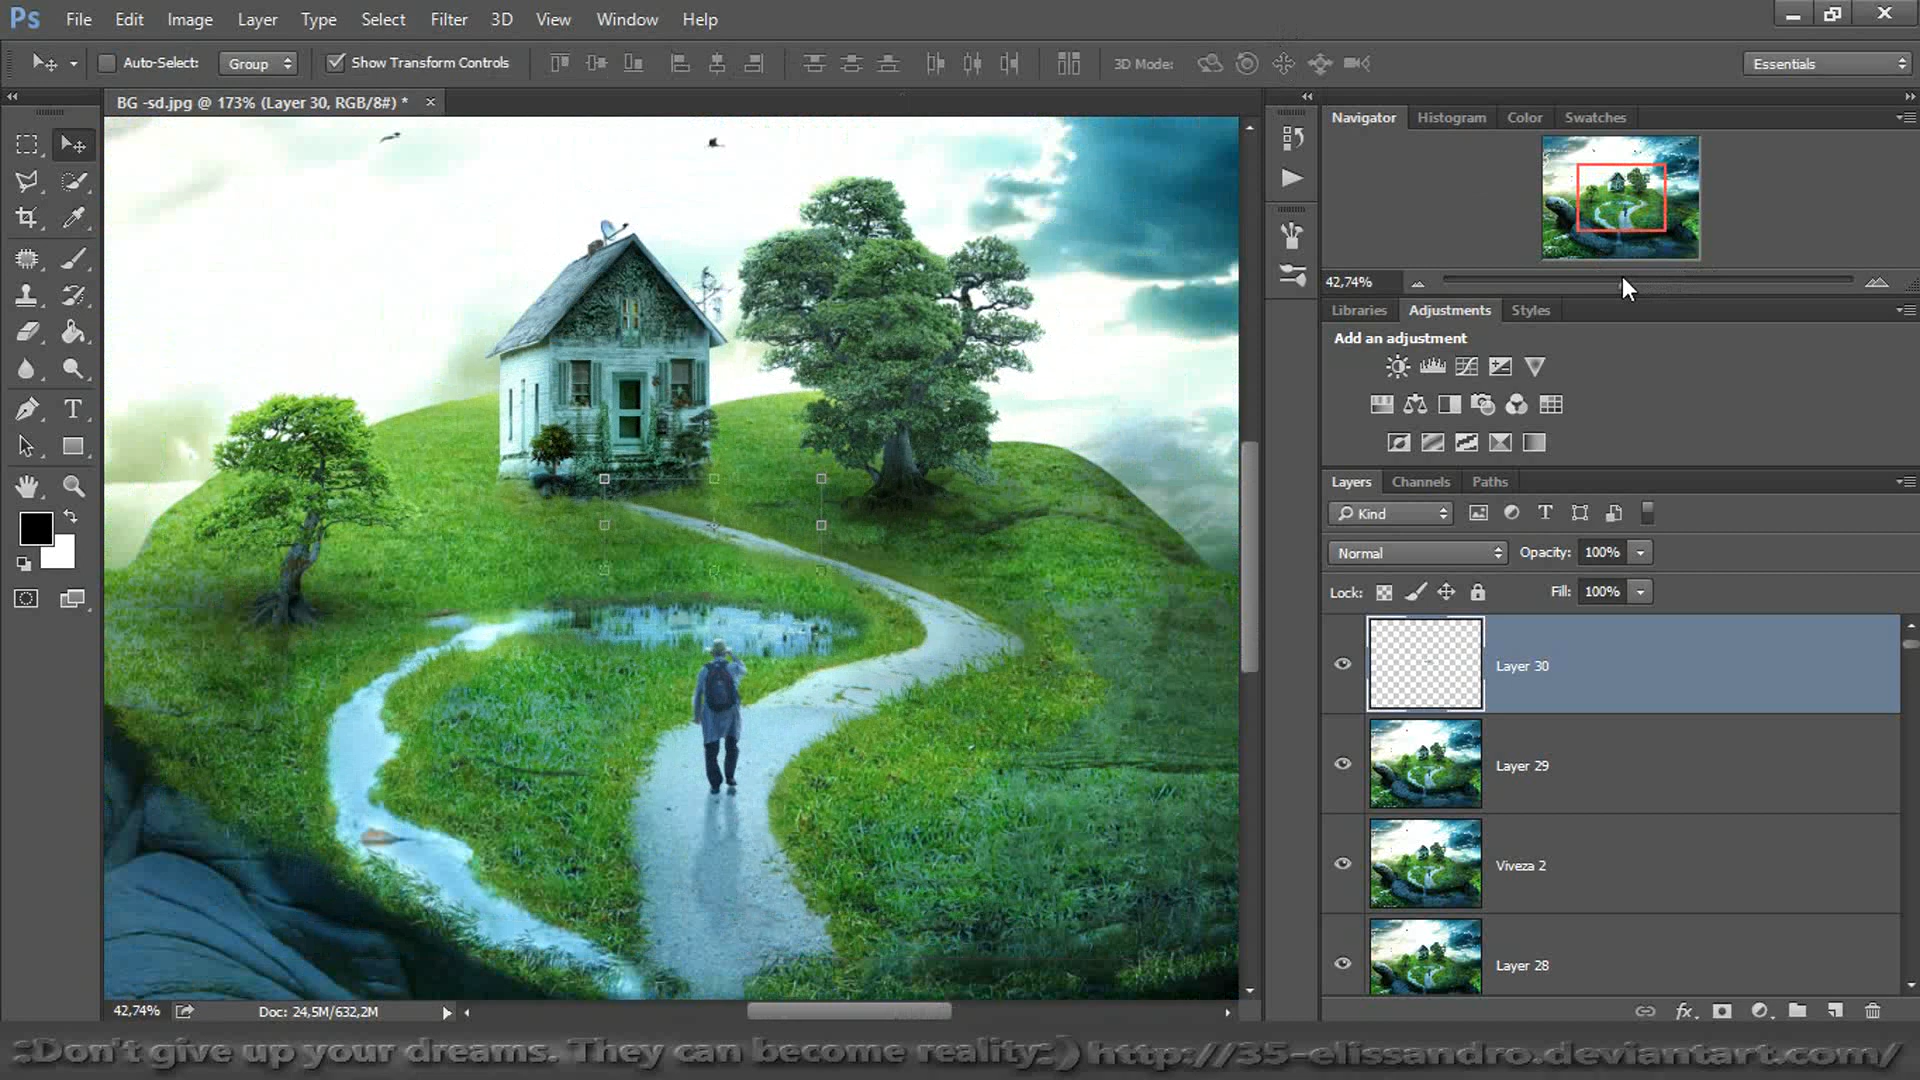 Ps File Edit Image Layer Type Select Filter 3D View Window Help
Auto-Select: Group Show Transform Controls 3D Mode: Essentials
BG -sd.jpg @ 173% (Layer 30, RGB/8#) *
Navigator Histogram Color Swatches
42,74%
Libraries Adjustments Styles
Add an adjustment
Layers Channels Paths
Kind
Normal Opacity: 100%
Lock: Fill: 100%
Layer 30
Layer 29
Viveza 2
Layer 28
42,74% Doc: 24,5M/632,2M
:Don't give up your dreams. They can become reality:) http://35-elissandro.deviantart.com/